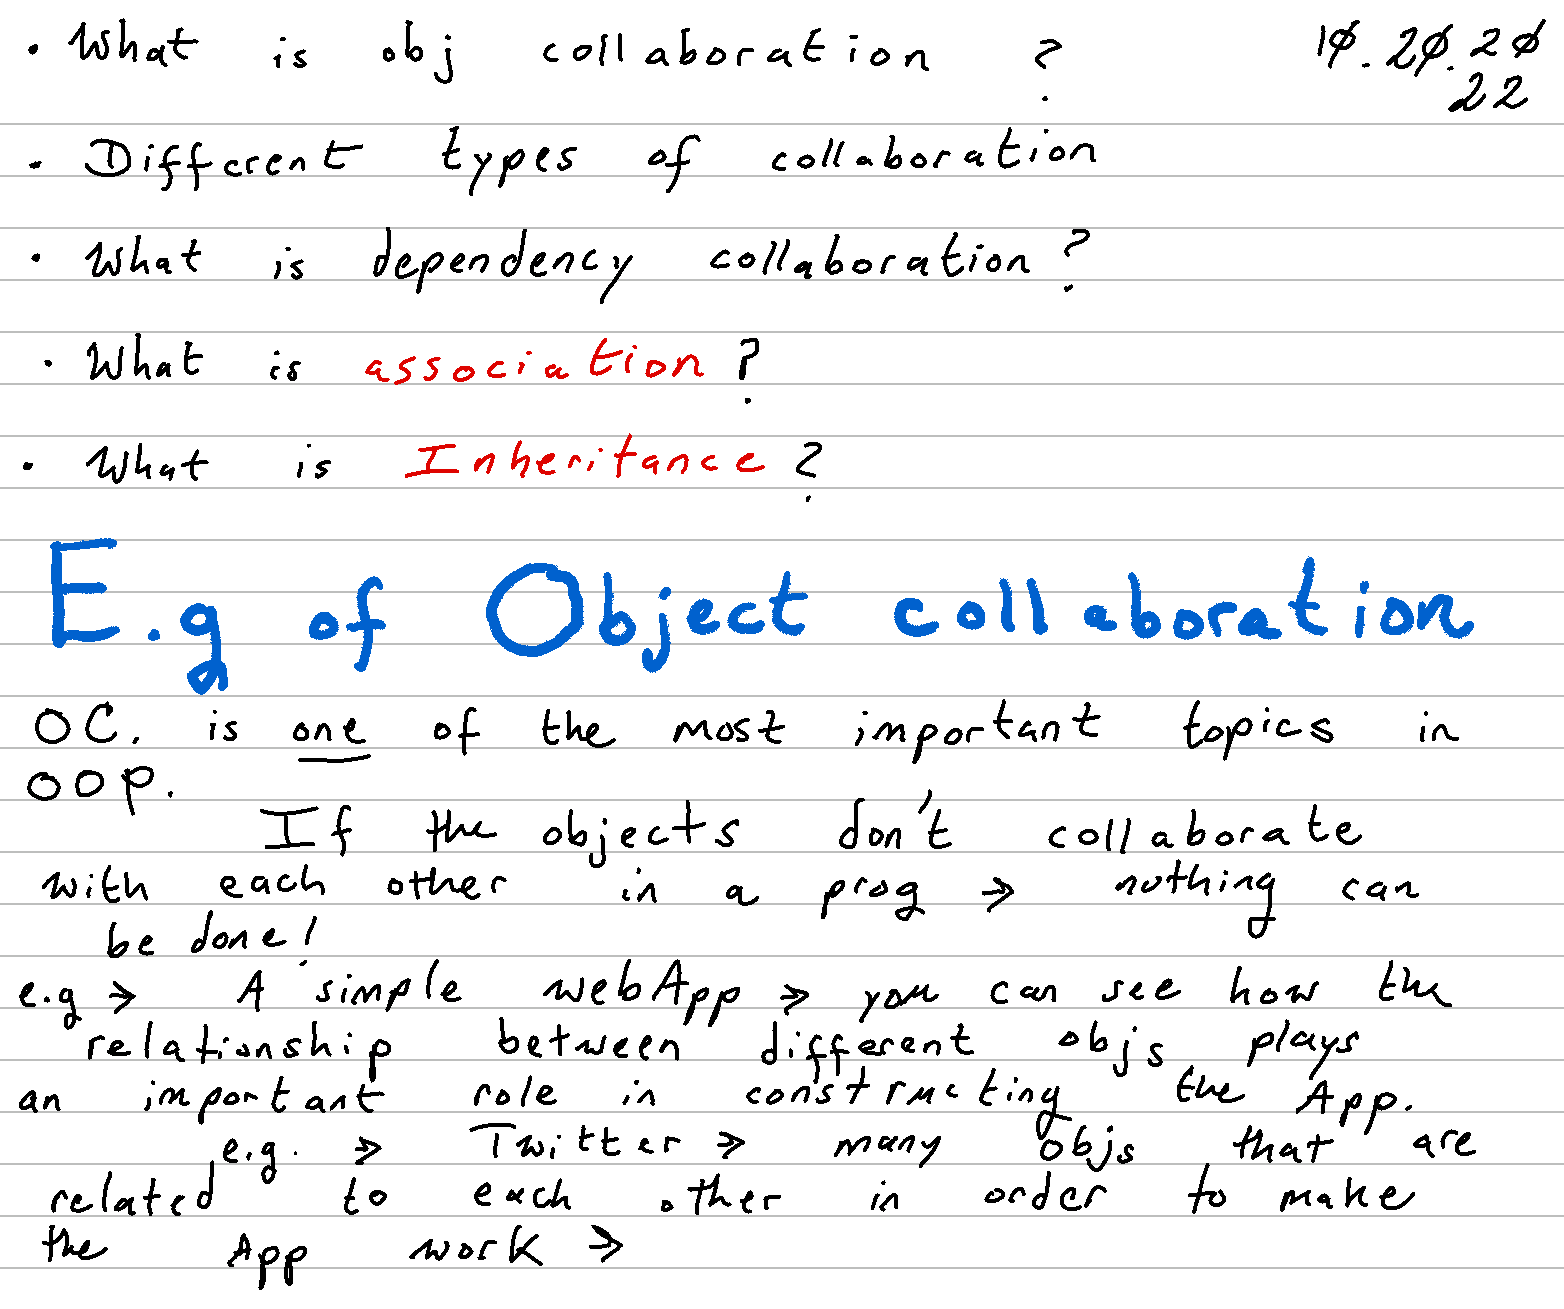 • What is obj collaboration ? 10.20.20
22
• Different types of collaboration
• What is dependency collaboration?
• What is association?
• What is Inheritance?
E.g of Object collaboration
OC. is one of the most important topics in
OOP.
If the objects don't collaborate
with each other in a prog → nothing can
be done!
e.g → A simple webApp → you can see how the
relationship between different objs plays
an important role in constructing the App.
e.g. → Twitter → many objs that are
related to each other in order to make
the App work →